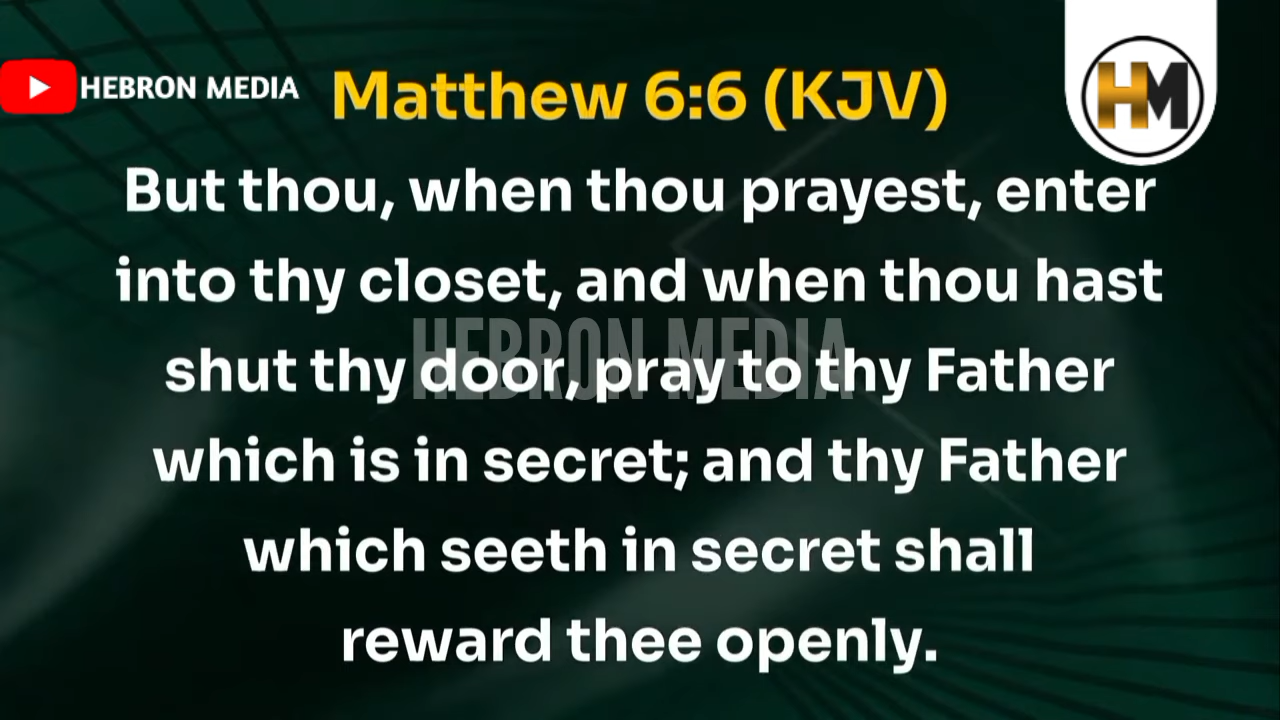 HEBRON MEDIA
Matthew 6:6 (KJV)
HM
But thou, when thou prayest, enter
into thy closet, and when thou hast
shut thy door, pray to thy Father
HEBRON MEDIA
which is in secret; and thy Father
which seeth in secret shall
reward thee openly.